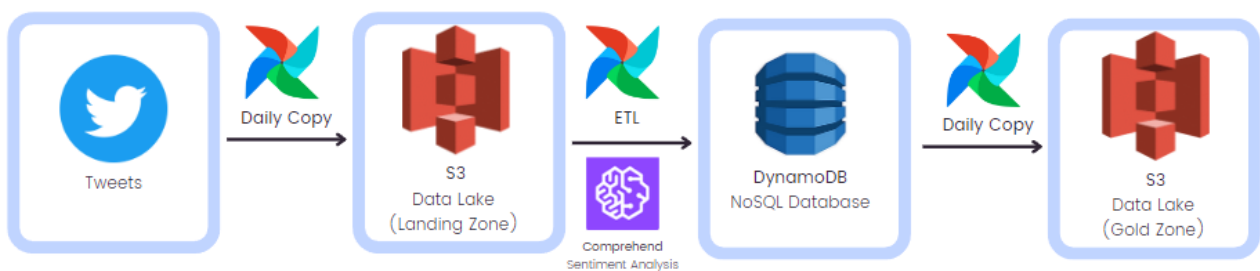 Tweets
Daily Copy
S3
Data Lake
(Landing Zone)
ETL
Comprehend
Sentiment Analysis
DynamoDB
NoSQL Database
Daily Copy
S3
Data Lake
(Gold Zone)